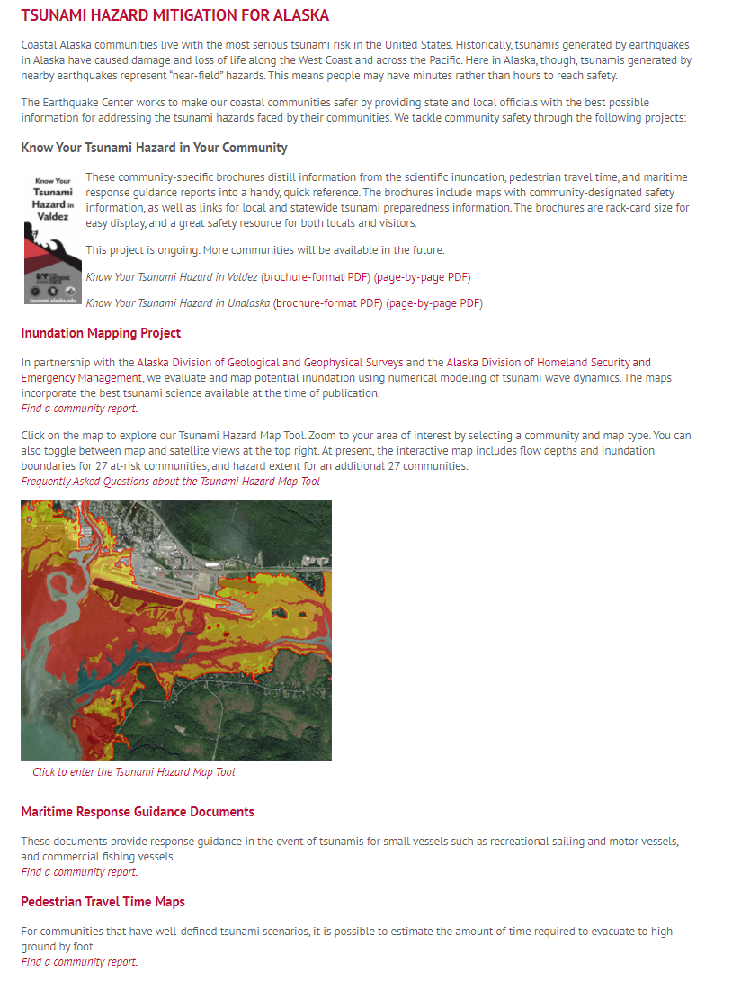 TSUNAMI HAZARD MITIGATION FOR ALASKA
Coastal Alaska communities live with the most serious tsunami risk in the United States. Historically, tsunamis generated by earthquakes
in Alaska have caused damage and loss of life along the West Coast and across the Pacific. Here in Alaska, though, tsunamis generated by
nearby earthquakes represent “near-field” hazards. This means people may have minutes rather than hours to reach safety.
The Earthquake Center works to make our coastal communities safer by providing state and local officials with the best possible
information for addressing the tsunami hazards faced by their communities. We tackle community safety through the following projects:
Know Your Tsunami Hazard in Your Community
Know Your
Tsunami
Hazard in
Valdez
tsunami.alaska.edu
These community-specific brochures distill information from the scientific inundation, pedestrian travel time, and maritime
response guidance reports into a handy, quick reference. The brochures include maps with community-designated safety
information, as well as links for local and statewide tsunami preparedness information. The brochures are rack-card size for
easy display, and a great safety resource for both locals and visitors.
This project is ongoing. More communities will be available in the future.
Know Your Tsunami Hazard in Valdez (brochure-format PDF) (page-by-page PDF)
Know Your Tsunami Hazard in Unalaska (brochure-format PDF) (page-by-page PDF)
Inundation Mapping Project
In partnership with the Alaska Division of Geological and Geophysical Surveys and the Alaska Division of Homeland Security and
Emergency Management, we evaluate and map potential inundation using numerical modeling of tsunami wave dynamics. The maps
incorporate the best tsunami science available at the time of publication.
Find a community report.
Click on the map to explore our Tsunami Hazard Map Tool. Zoom to your area of interest by selecting a community and map type. You can
also toggle between map and satellite views at the top right. At present, the interactive map includes flow depths and inundation
boundaries for 27 at-risk communities, and hazard extent for an additional 27 communities.
Frequently Asked Questions about the Tsunami Hazard Map Tool
Click to enter the Tsunami Hazard Map Tool
Maritime Response Guidance Documents
These documents provide response guidance in the event of tsunamis for small vessels such as recreational sailing and motor vessels,
and commercial fishing vessels.
Find a community report.
Pedestrian Travel Time Maps
For communities that have well-defined tsunami scenarios, it is possible to estimate the amount of time required to evacuate to high
ground by foot.
Find a community report.